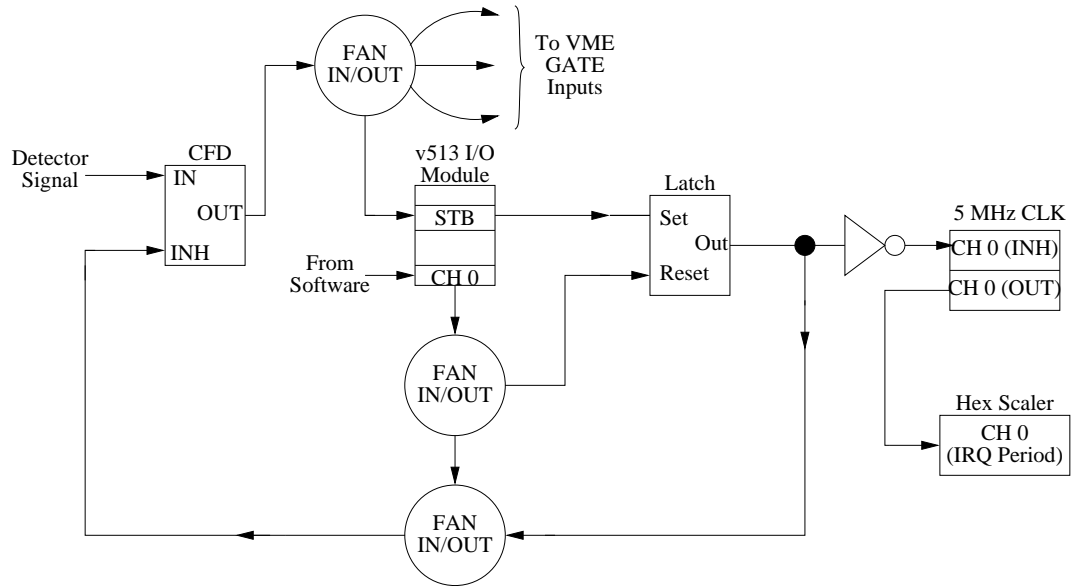 FAN
IN/OUT
To VME
GATE
Inputs
Detector
Signal
CFD
IN
OUT
INH
v513 I/O
Module
STB
CH 0
From
Software
Latch
Set
Out
Reset
5 MHz CLK
CH 0 (INH)
CH 0 (OUT)
FAN
IN/OUT
Hex Scaler
CH 0
(IRQ Period)
FAN
IN/OUT